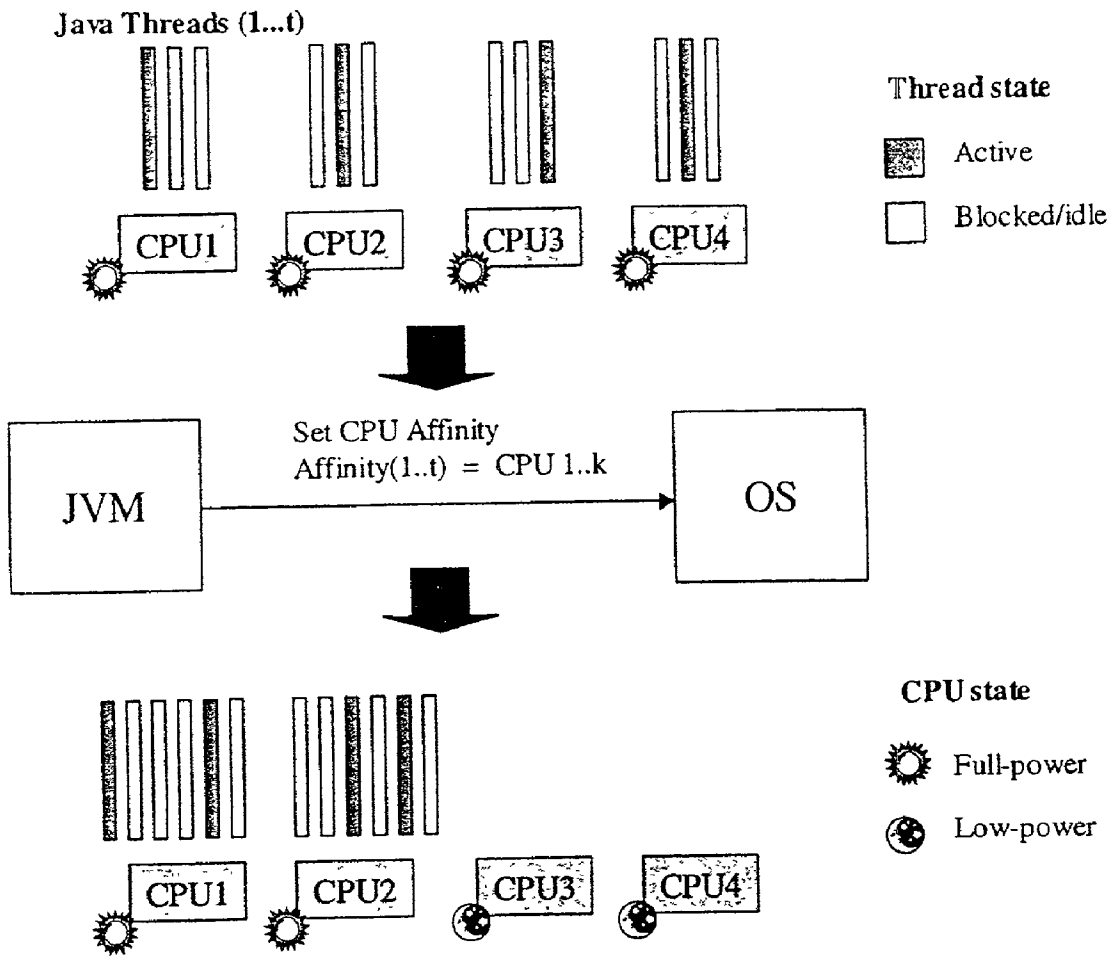 Java Threads (1...t)
Thread state
Active
Blocked/idle
CPU1
CPU2
CPU3
CPU4
Set CPU Affinity
Affinity(1..t) = CPU 1..k
JVM
OS
CPU state
Full-power
Low-power
CPU1
CPU2
CPU3
CPU4